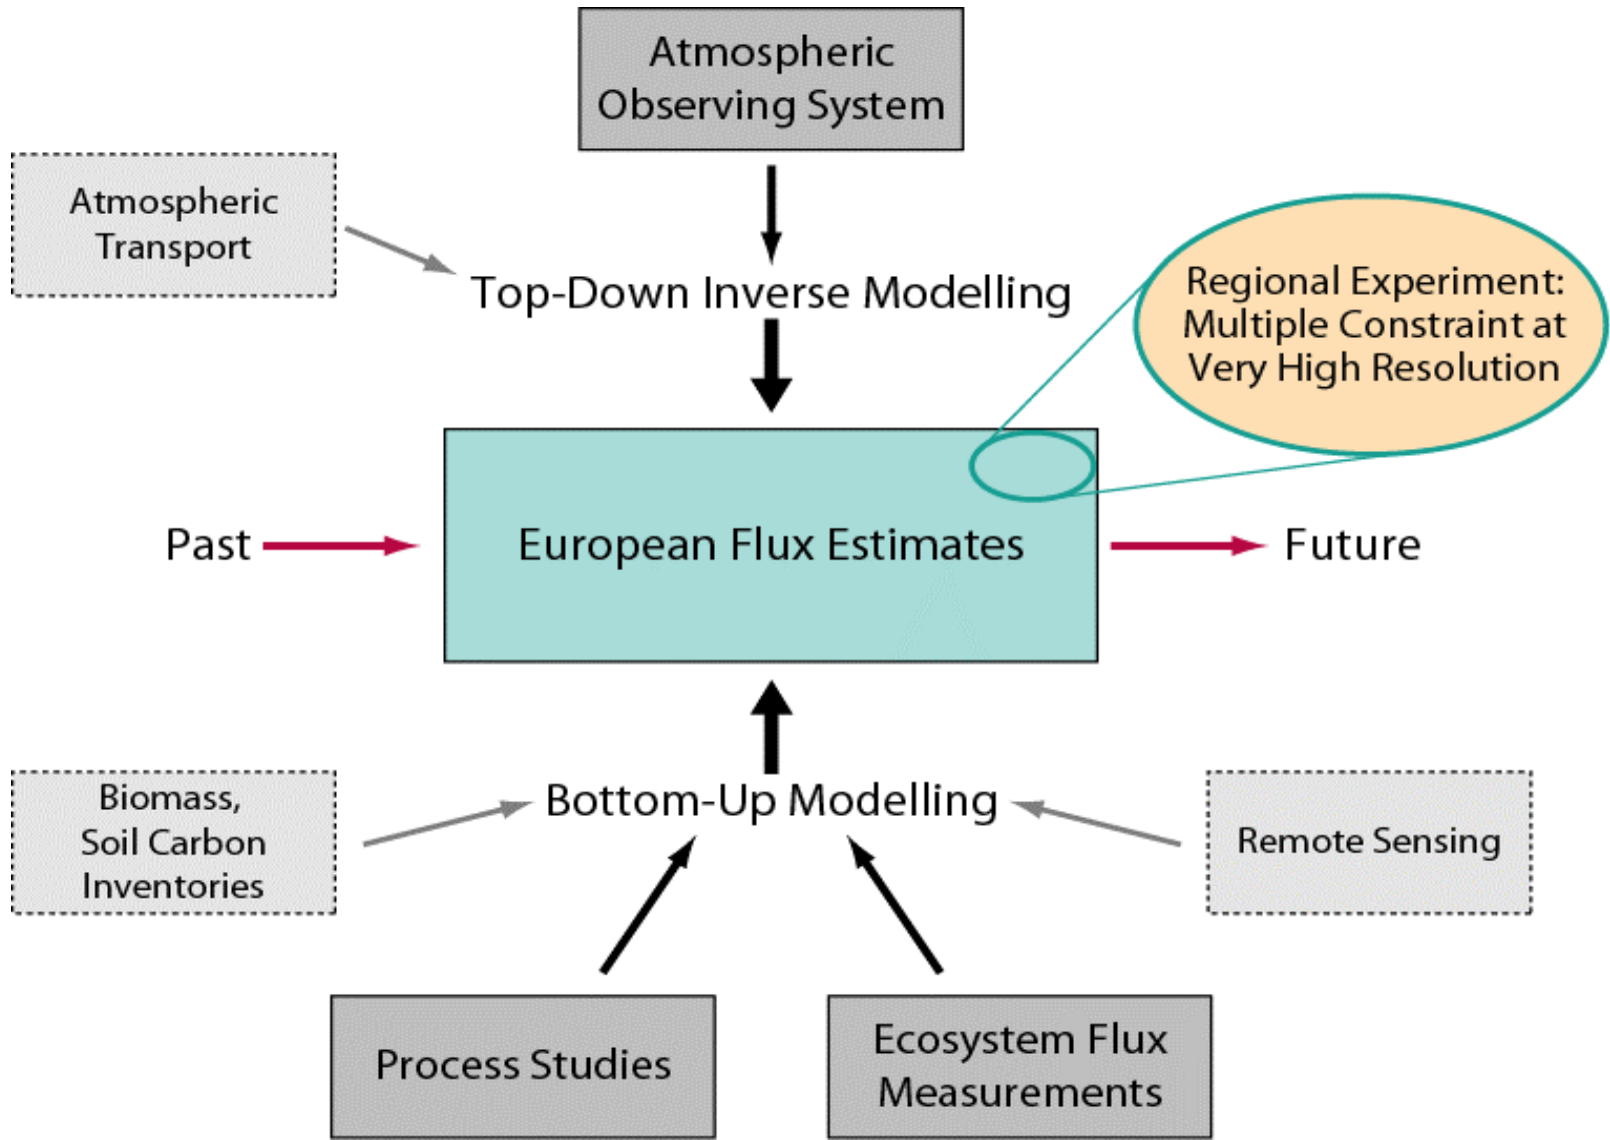 Atmospheric
Observing System
Atmospheric
Transport
Top-Down Inverse Modelling
Regional Experiment:
Multiple Constraint at
Very High Resolution
Past
European Flux Estimates
Future
Biomass,
Soil Carbon
Inventories
Bottom-Up Modelling
Remote Sensing
Process Studies
Ecosystem Flux
Measurements